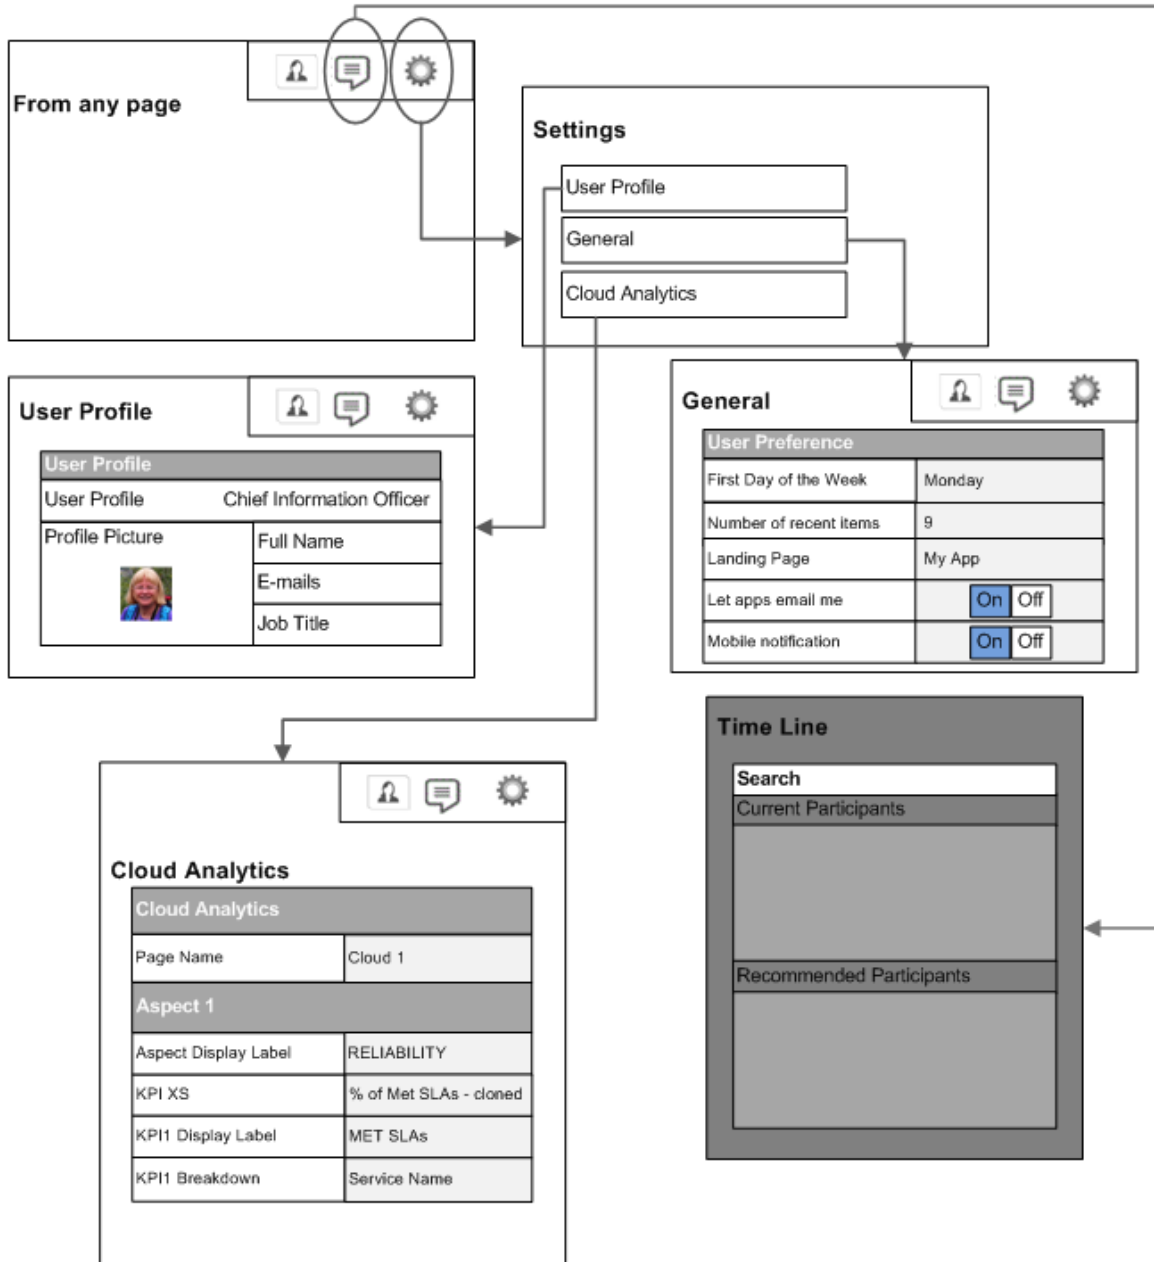 From any page
Settings
User Profile
General
Cloud Analytics
User Profile
User Profile
User Profile Chief Information Officer
Profile Picture
Full Name
E-mails
Job Title
General
User Preference
First Day of the Week Monday
Number of recent items 9
Landing Page My App
Let apps email me On Off
Mobile notification On Off
Time Line
Search
Current Participants
Recommended Participants
Cloud Analytics
Cloud Analytics
Page Name Cloud 1
Aspect 1
Aspect Display Label RELIABILITY
KPI XS % of Met SLAs - cloned
KPI1 Display Label MET SLAs
KPI1 Breakdown Service Name